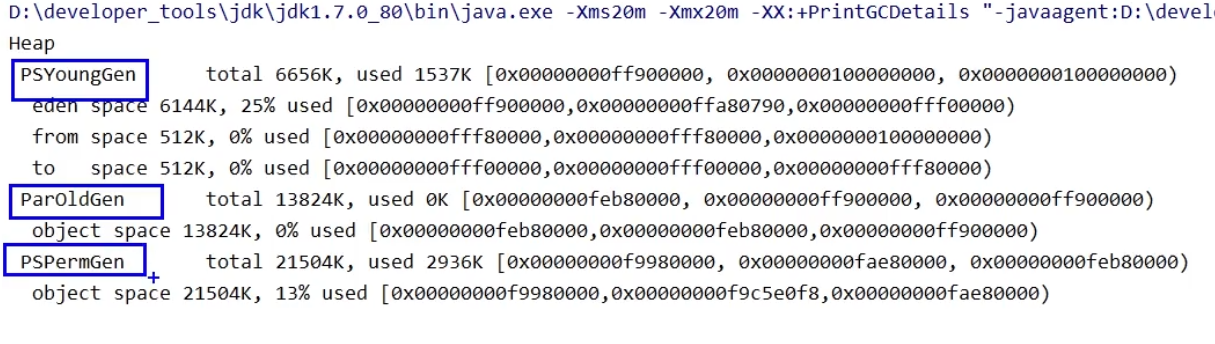 D:\developer_tools\jdk\jdk1.7.0_80\bin\java.exe -Xms20m -Xmx20m -XX:+PrintGCDetails "-javaagent:D:\devel
Heap
PSYoungGen      total 6656K, used 1537K [0x00000000ff900000, 0x0000000100000000, 0x0000000100000000)
eden space 6144K, 25% used [0x00000000ff900000,0x00000000ffa80790,0x00000000fff00000)
from space 512K, 0% used [0x00000000fff80000,0x00000000fff80000,0x0000000100000000)
to   space 512K, 0% used [0x00000000fff00000,0x00000000fff00000,0x00000000fff80000)
ParOldGen       total 13824K, used 0K [0x00000000feb80000, 0x00000000ff900000, 0x00000000ff900000)
object space 13824K, 0% used [0x00000000feb80000,0x00000000feb80000,0x00000000ff900000)
PSPermGen       total 21504K, used 2936K [0x00000000f9980000, 0x00000000fae80000, 0x00000000feb80000)
object space 21504K, 13% used [0x00000000f9980000,0x00000000f9c5e0f8,0x00000000fae80000)